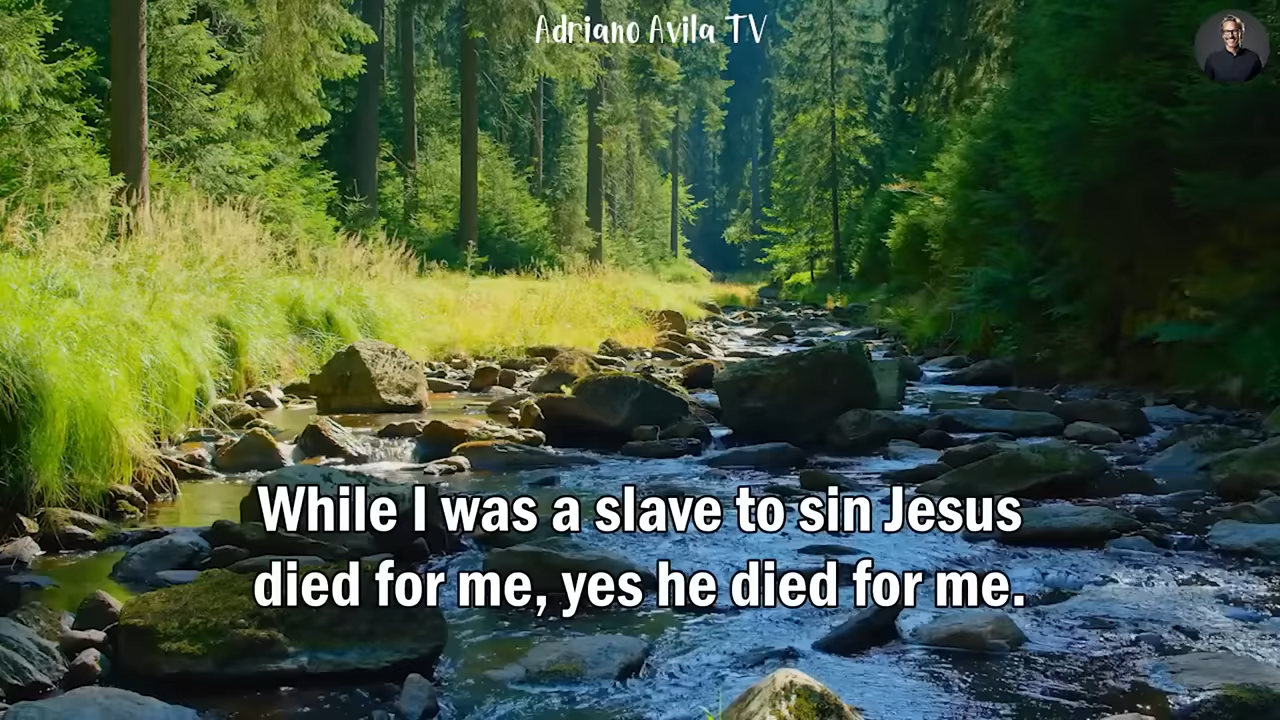 Adriano Avila TV
While I was a slave to sin Jesus
died for me, yes he died for me.